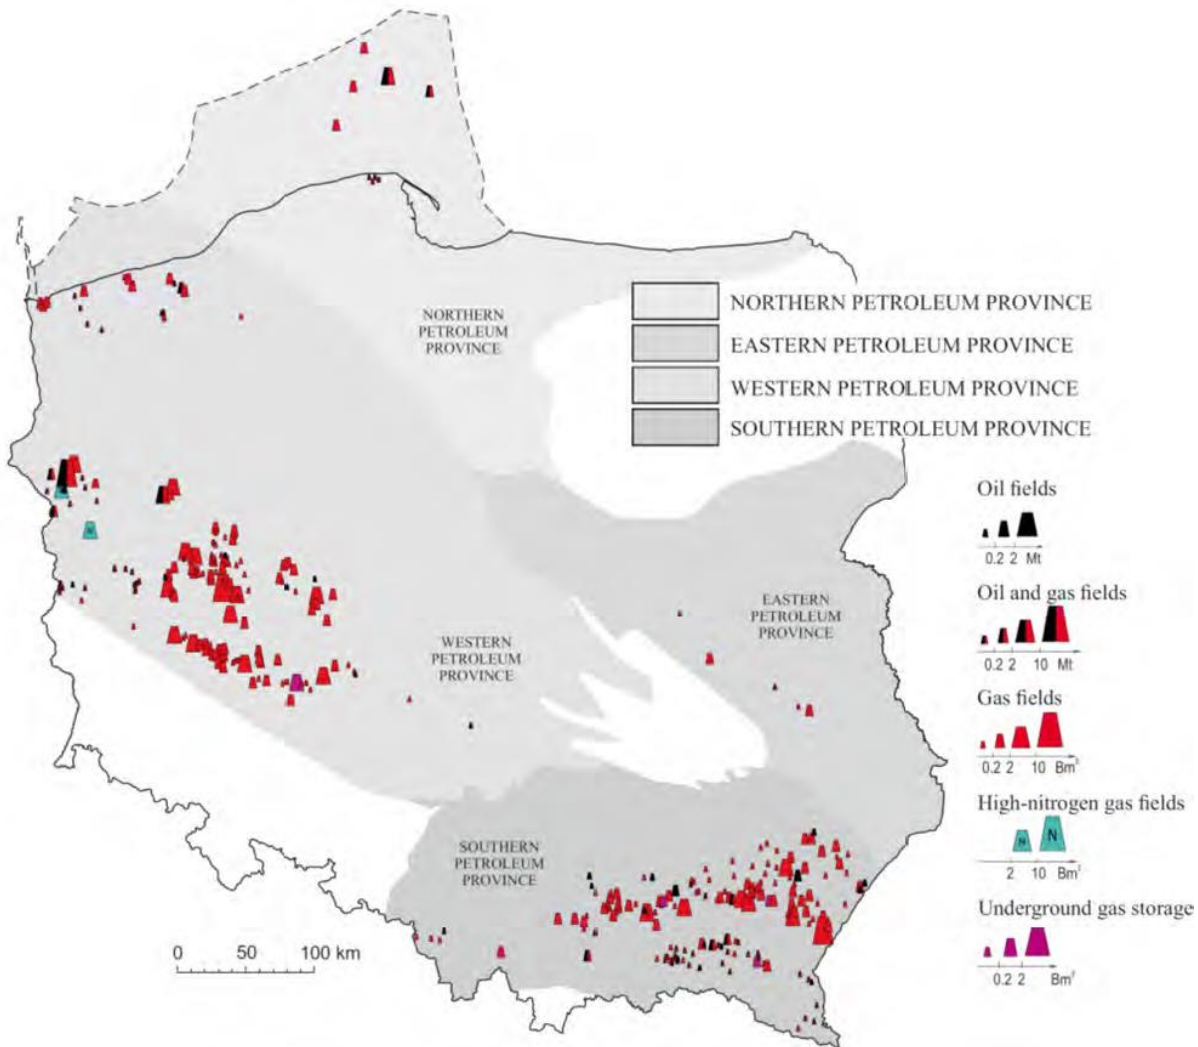 NORTHERN
PETROLEUM
PROVINCE
NORTHERN PETROLEUM PROVINCE
EASTERN PETROLEUM PROVINCE
WESTERN PETROLEUM PROVINCE
SOUTHERN PETROLEUM PROVINCE
Oil fields
0.2 2 Mt
Oil and gas fields
0.2 2 10 Mt
Gas fields
0.2 2 10 Bm³
High-nitrogen gas fields
N N
2 10 Bm³
Underground gas storage
0.2 2 Bm³
N
EASTERN
PETROLEUM
PROVINCE
WESTERN
PETROLEUM
PROVINCE
SOUTHERN
PETROLEUM
PROVINCE
0 50 100 km